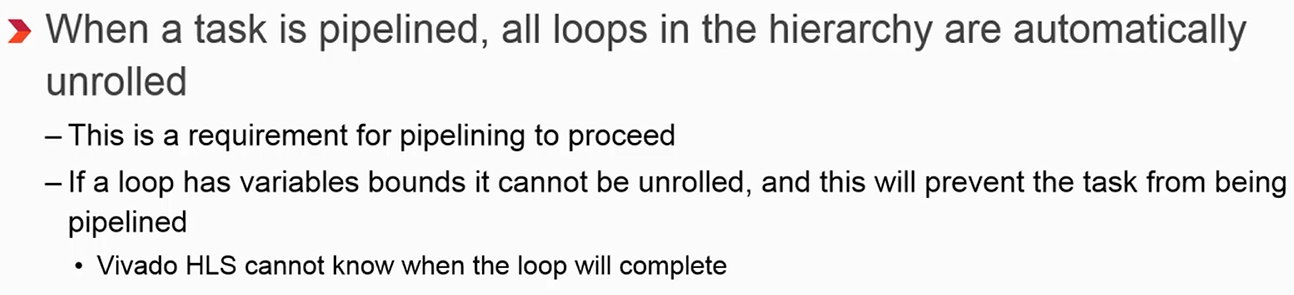 When a task is pipelined, all loops in the hierarchy are automatically
unrolled
– This is a requirement for pipelining to proceed
– If a loop has variables bounds it cannot be unrolled, and this will prevent the task from being
pipelined
• Vivado HLS cannot know when the loop will complete